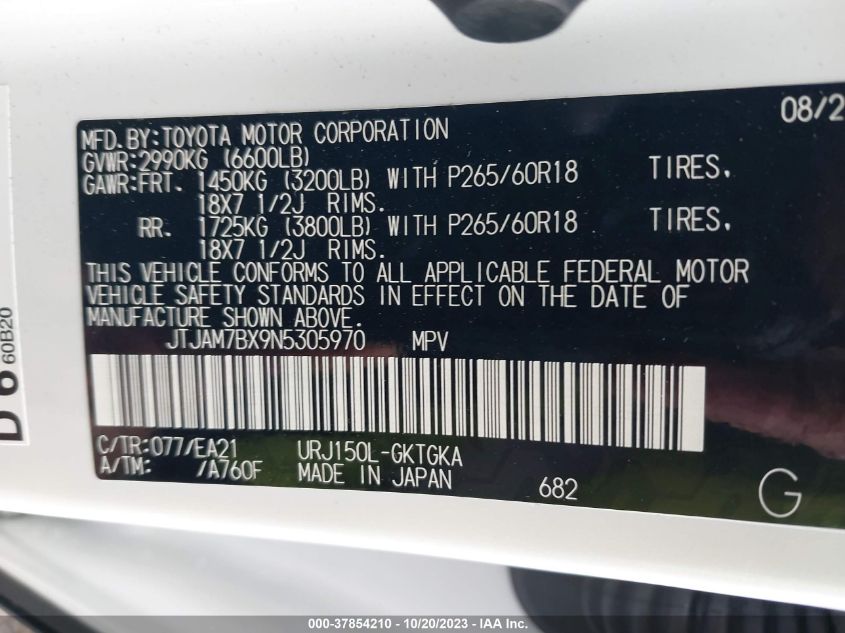 08/2
MFD.BY:TOYOTA MOTOR CORPORATION
GVWR:2990KG (6600LB)
GAWR:FRT. 1450KG (3200LB) WITH P265/60R18 TIRES.
18X7 1/2J RIMS.
RR. 1725KG (3800LB) WITH P265/60R18 TIRES.
18X7 1/2J RIMS.
THIS VEHICLE CONFORMS TO ALL APPLICABLE FEDERAL MOTOR
VEHICLE SAFETY STANDARDS IN EFFECT ON THE DATE OF
MANUFACTURE SHOWN ABOVE.
JTJAM7BX9N5305970 MPV
C/TR:077/EA21 URJ150L-GKTGKA
A/TM: /A760F MADE IN JAPAN
682 G
D 6
60B20
000-37854210 - 10/20/2023 - IAA Inc.